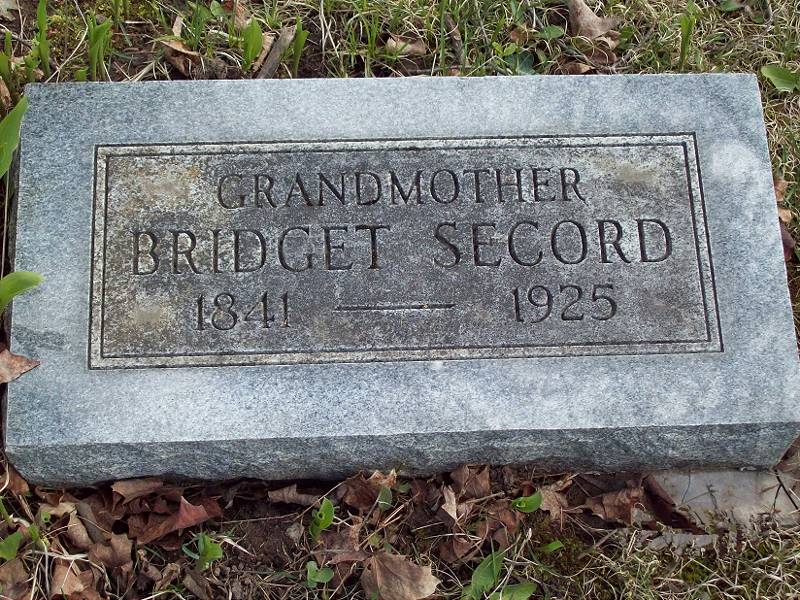 GRANDMOTHER
BRIDGET SECORD
1841 — 1925